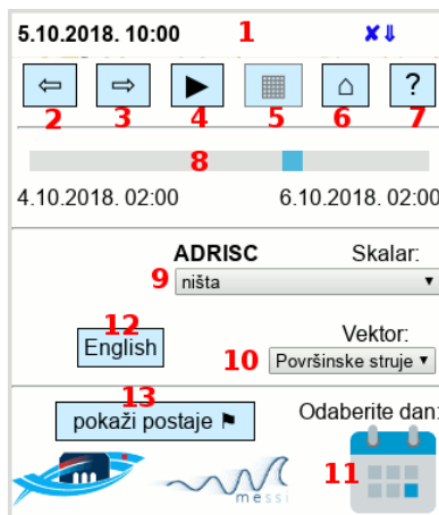 5.10.2018. 10:00 1 ✘⇓
⇦ ⇨ ▶ ▦ ⌂ ?
2 3 4 5 6 7
8
4.10.2018. 02:00 6.10.2018. 02:00
ADRISC Skalar:
9 ništa ▼
12 Vektor:
English 10 Površinske struje ▼
13 Odaberite dan:
pokaži postaje ⚑
11
messi